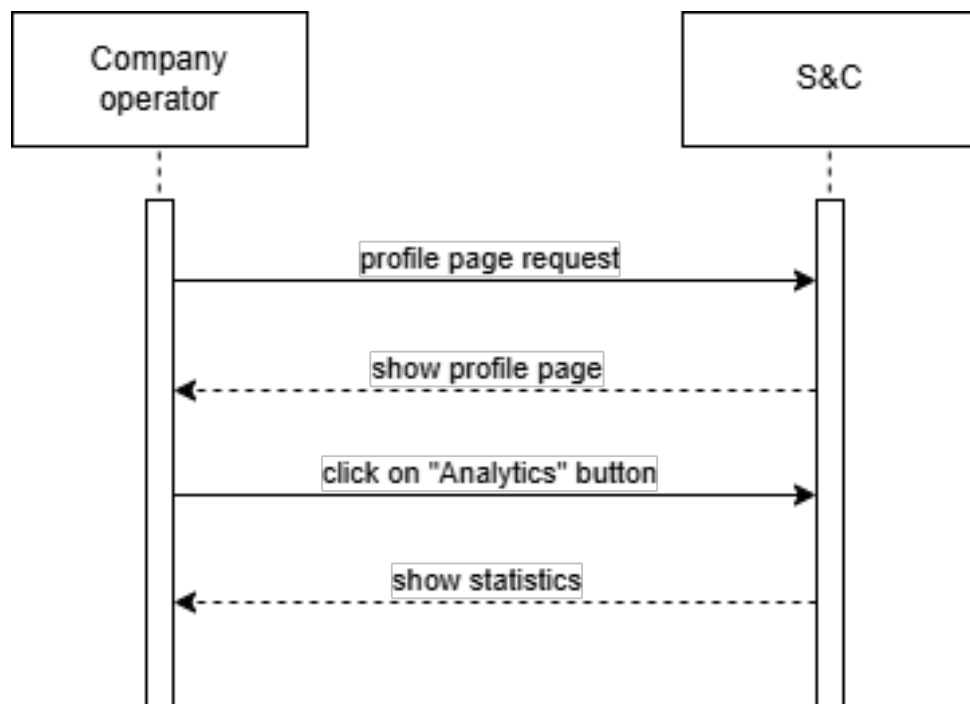 Company
operator
S&C
profile page request
show profile page
click on "Analytics" button
show statistics